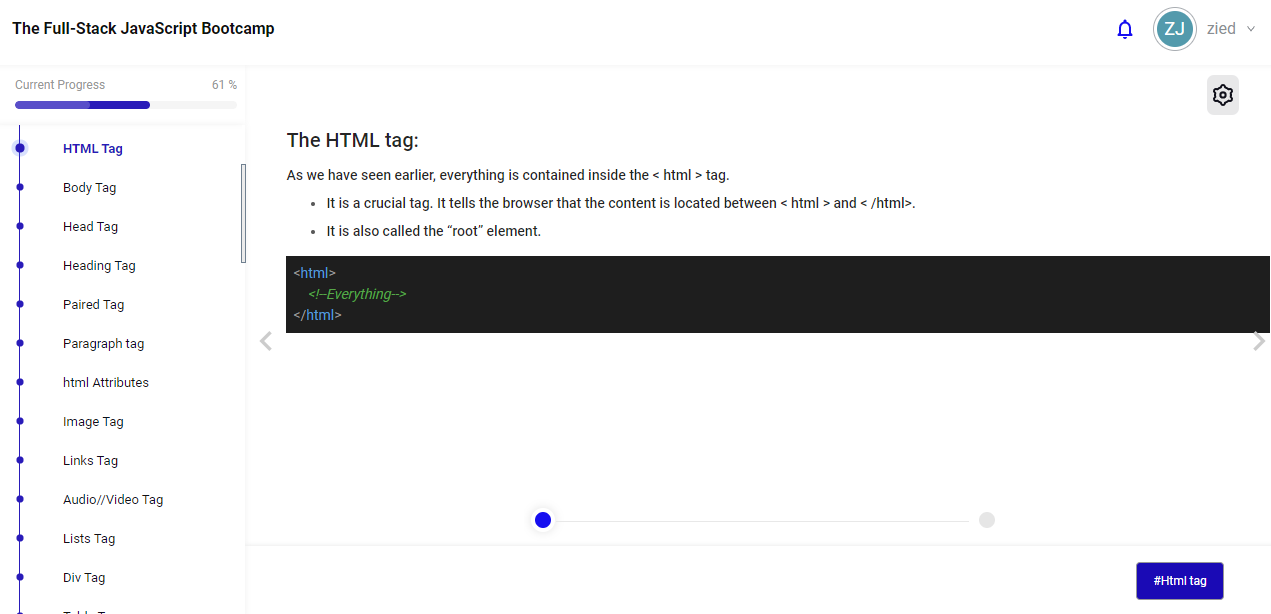 The Full-Stack JavaScript Bootcamp
ZJ
zied
Current Progress
61 %
HTML Tag
Body Tag
Head Tag
Heading Tag
Paired Tag
Paragraph tag
html Attributes
Image Tag
Links Tag
Audio//Video Tag
Lists Tag
Div Tag
The HTML tag:
As we have seen earlier, everything is contained inside the < html > tag.
It is a crucial tag. It tells the browser that the content is located between < html > and < /html>.
It is also called the “root” element.
<html>
<!--Everything-->
</html>
#Html tag